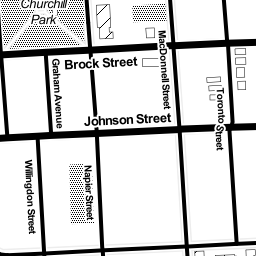 Churchill
Park
Brock Street
MacDonnell Street
Graham Avenue
Toronto Street
Johnson Street
Willingdon Street
Napier Street